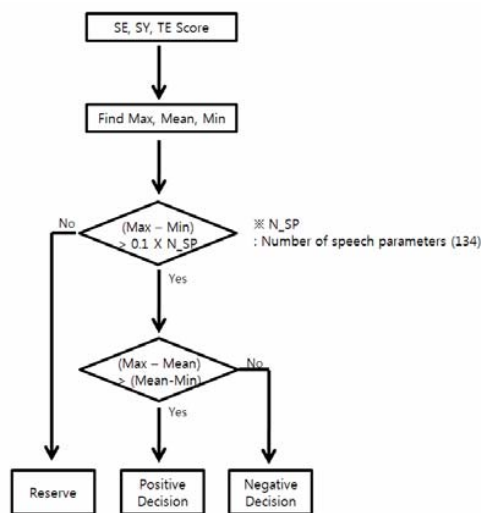 SE, SY, TE Score
Find Max, Mean, Min
No
(Max – Min)
> 0.1 X N_SP
※ N_SP
: Number of speech parameters (134)
Yes
(Max – Mean)
> (Mean-Min)
No
Yes
Reserve
Positive
Decision
Negative
Decision